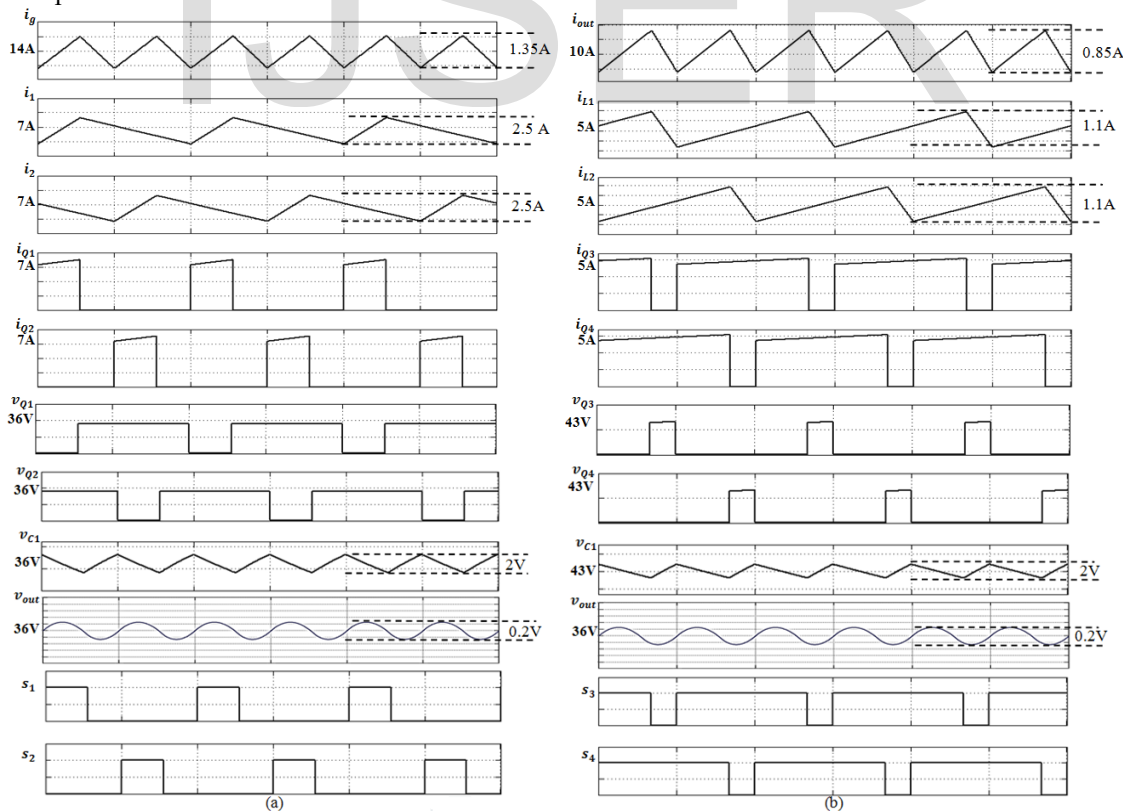 IJSER
i_g
14A
1.35A
i_1
7A
2.5 A
i_2
7A
2.5A
i_Q1
7A
i_Q2
7A
v_Q1
36V
v_Q2
36V
v_C1
36V
2V
v_out
36V
0.2V
s_1
s_2
(a)
i_out
10A
0.85A
i_L1
5A
1.1A
i_L2
5A
1.1A
i_Q3
5A
i_Q4
5A
v_Q3
43V
v_Q4
43V
v_C1
43V
2V
v_out
36V
0.2V
s_3
s_4
(b)